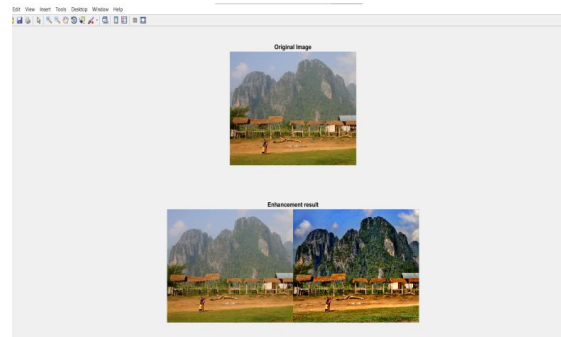 Edit View Insert Tools Desktop Window Help
Original Image
Enhancement result